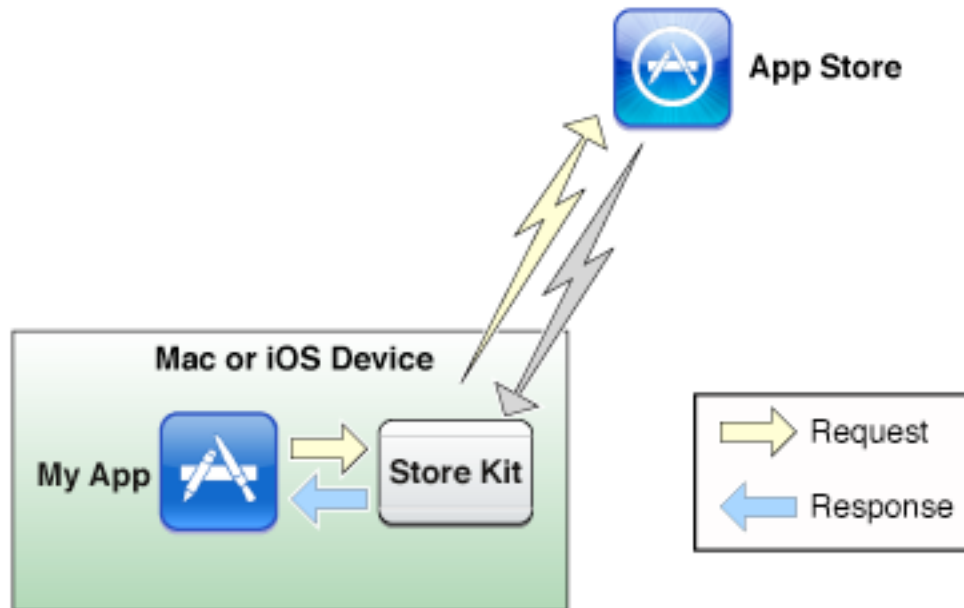 App Store
Mac or iOS Device
My App
Store Kit
Request
Response